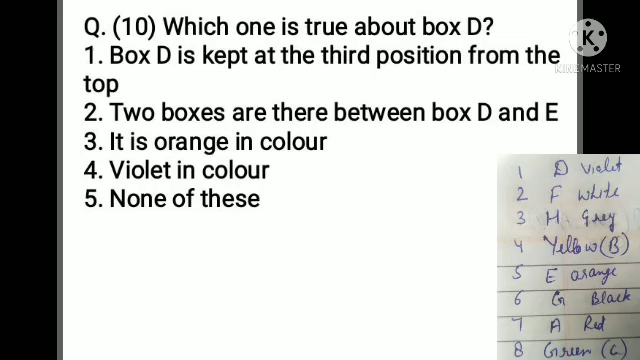 Q. (10) Which one is true about box D?
1. Box D is kept at the third position from the
top
2. Two boxes are there between box D and E
3. It is orange in colour
4. Violet in colour
5. None of these
KINEMASTER
1 D Violet
2 F White
3 H Grey
4 Yellow (B)
5 E orange
6 G Black
7 A Red
8 Green (C)